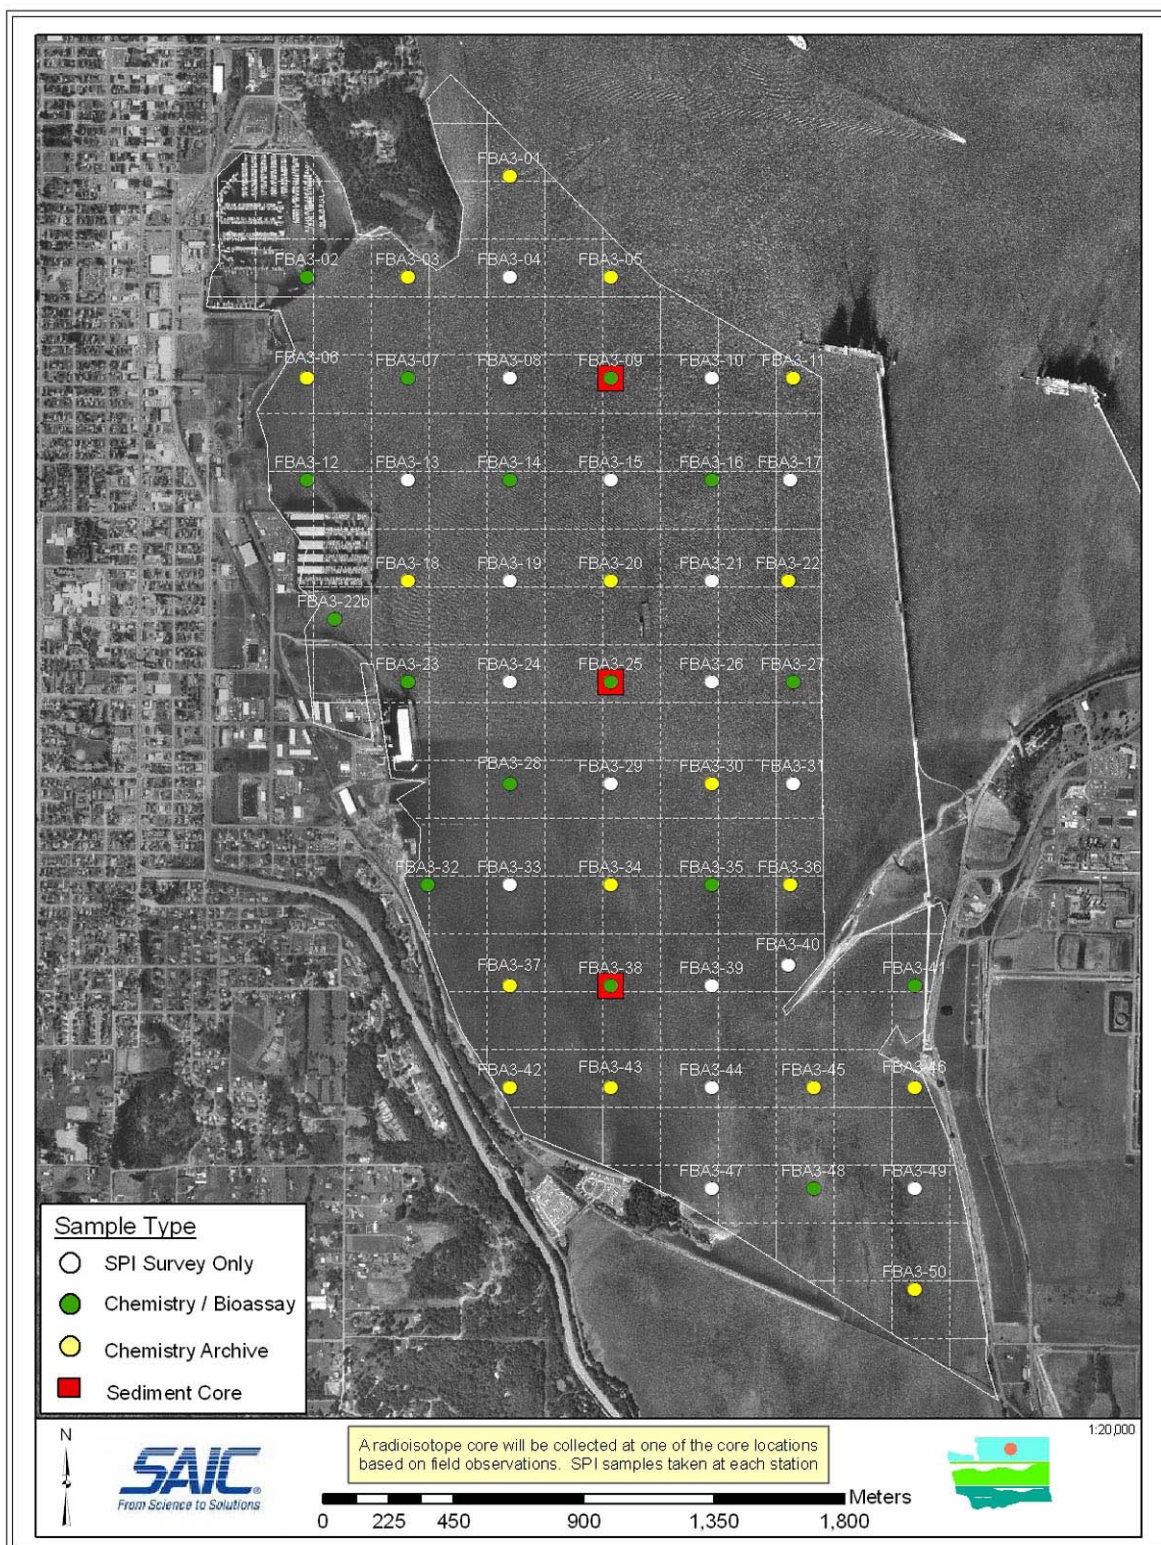 FBA3-01
FBA3-02
FBA3-03
FBA3-04
FBA3-05
FBA3-06
FBA3-07
FBA3-08
FBA3-09
FBA3-10
FBA3-11
FBA3-12
FBA3-13
FBA3-14
FBA3-15
FBA3-16
FBA3-17
FBA3-18
FBA3-19
FBA3-20
FBA3-21
FBA3-22
FBA3-22b
FBA3-23
FBA3-24
FBA3-25
FBA3-26
FBA3-27
FBA3-28
FBA3-29
FBA3-30
FBA3-31
FBA3-32
FBA3-33
FBA3-34
FBA3-35
FBA3-36
FBA3-37
FBA3-38
FBA3-39
FBA3-40
FBA3-41
FBA3-42
FBA3-43
FBA3-44
FBA3-45
FBA3-46
FBA3-47
FBA3-48
FBA3-49
FBA3-50
Sample Type
SPI Survey Only
Chemistry / Bioassay
Chemistry Archive
Sediment Core
N
SAIC
From Science to Solutions
A radioisotope core will be collected at one of the core locations
based on field observations. SPI samples taken at each station
1:20,000
Meters
0 225 450 900 1,350 1,800